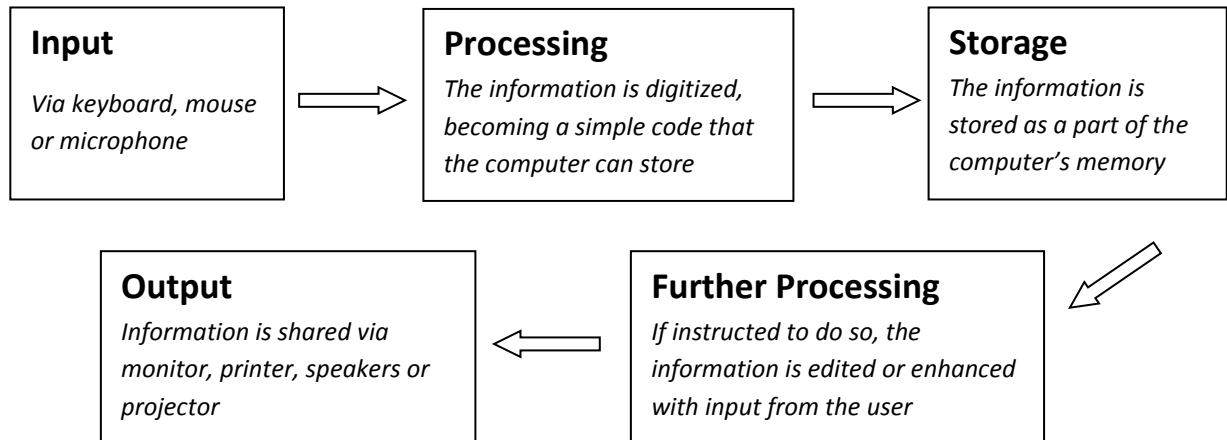 Input
Via keyboard, mouse
or microphone
Processing
The information is digitized,
becoming a simple code that
the computer can store
Storage
The information is
stored as a part of the
computer’s memory
Further Processing
If instructed to do so, the
information is edited or enhanced
with input from the user
Output
Information is shared via
monitor, printer, speakers or
projector